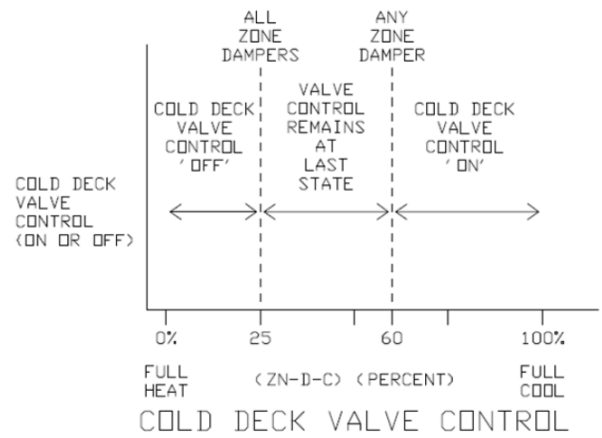 ALL
ZONE
DAMPERS
ANY
ZONE
DAMPER
COLD DECK
VALVE
CONTROL
'OFF'
VALVE
CONTROL
REMAINS
AT
LAST
STATE
COLD DECK
VALVE
CONTROL
'ON'
COLD DECK
VALVE
CONTROL
(ON OR OFF)
0% 25 60 100%
FULL
HEAT
(ZN-D-C) (PERCENT)
FULL
COOL
COLD DECK VALVE CONTROL